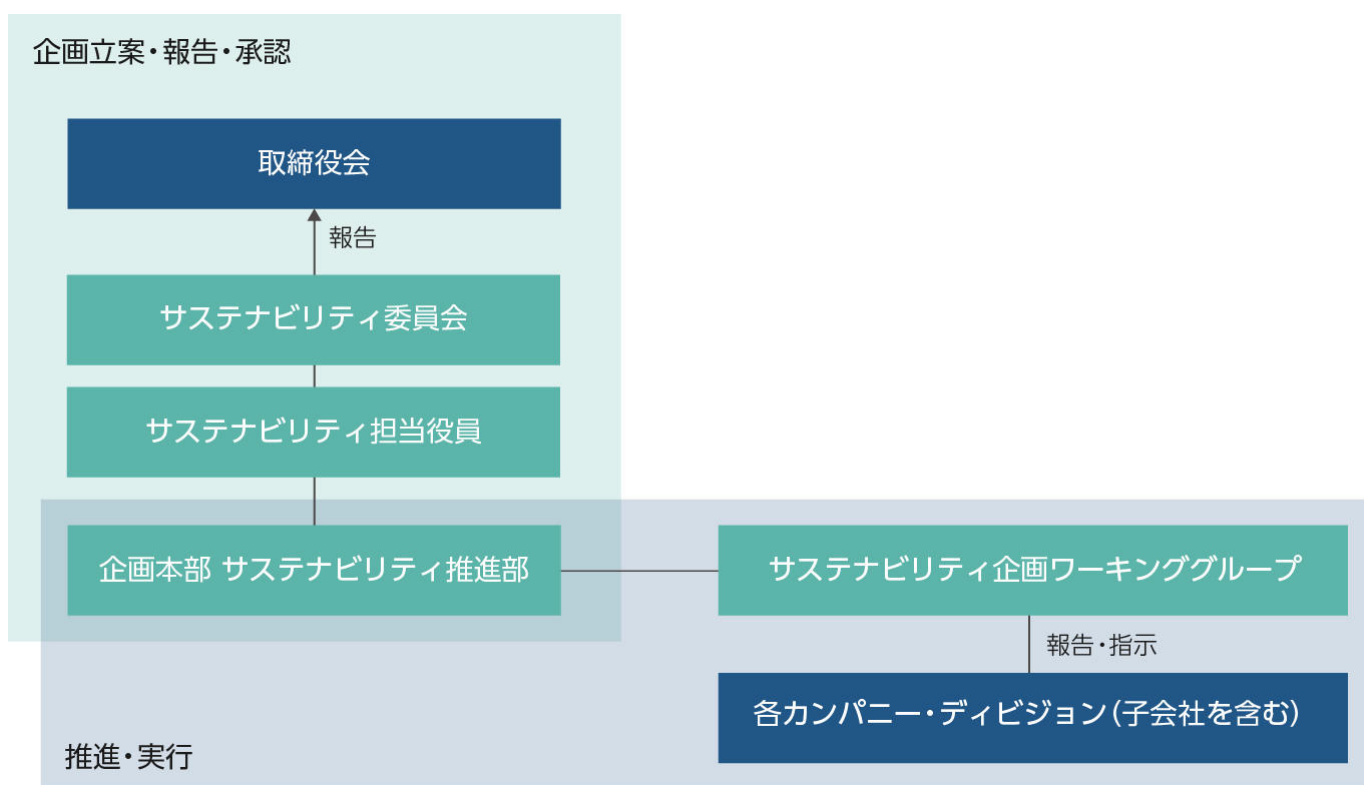 企画立案・報告・承認
取締役会
報告
サステナビリティ委員会
サステナビリティ担当役員
企画本部 サステナビリティ推進部
サステナビリティ企画ワーキンググループ
報告・指示
各カンパニー・ディビジョン(子会社を含む)
推進・実行